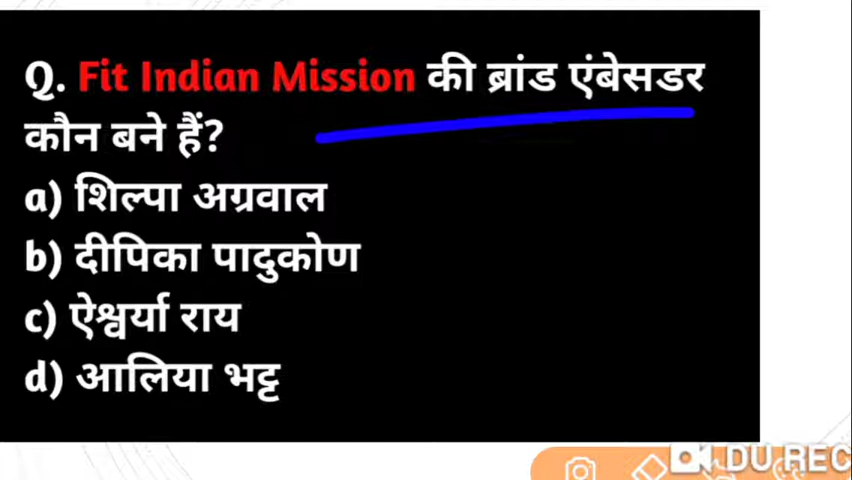 Q. Fit Indian Mission की ब्रांड एंबेसडर
कौन बने हैं?
a) शिल्पा अग्रवाल
b) दीपिका पादुकोण
c) ऐश्वर्या राय
d) आलिया भट्ट
DU REC